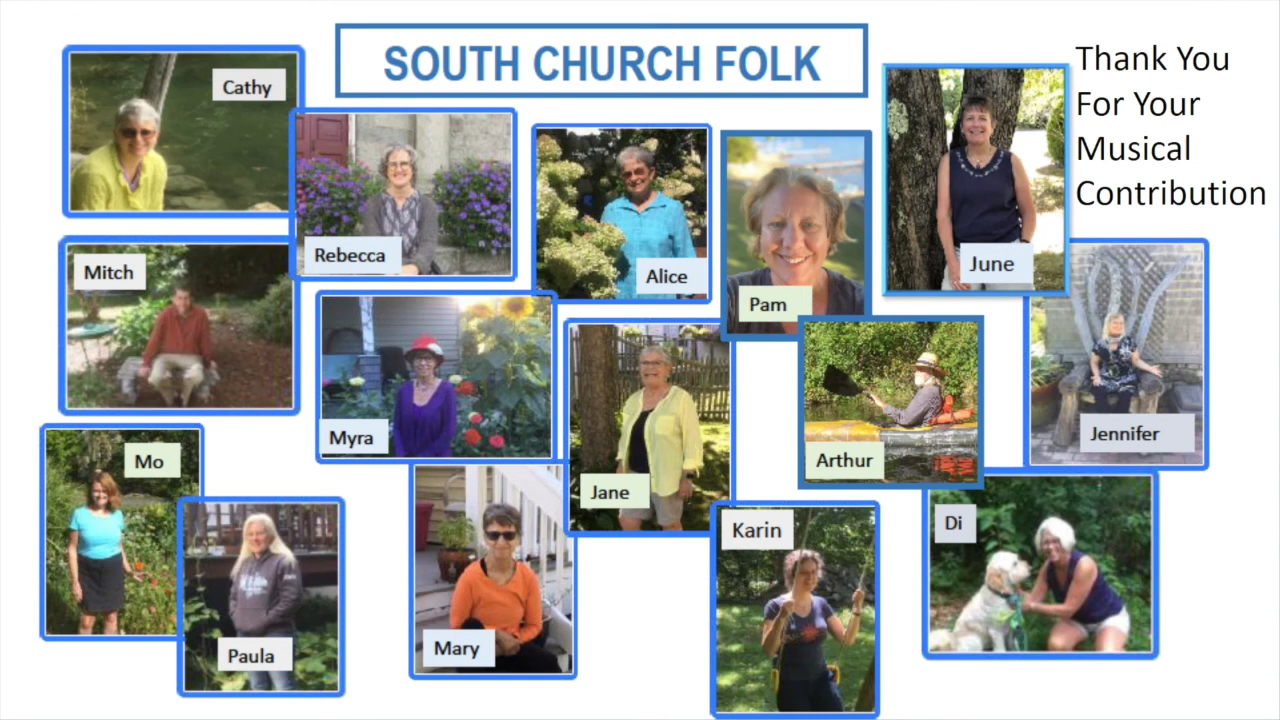 SOUTH CHURCH FOLK
Thank You
For Your
Musical
Contribution
Cathy
Rebecca
Alice
Pam
June
Mitch
Myra
Jane
Arthur
Jennifer
Mo
Paula
Mary
Karin
Di